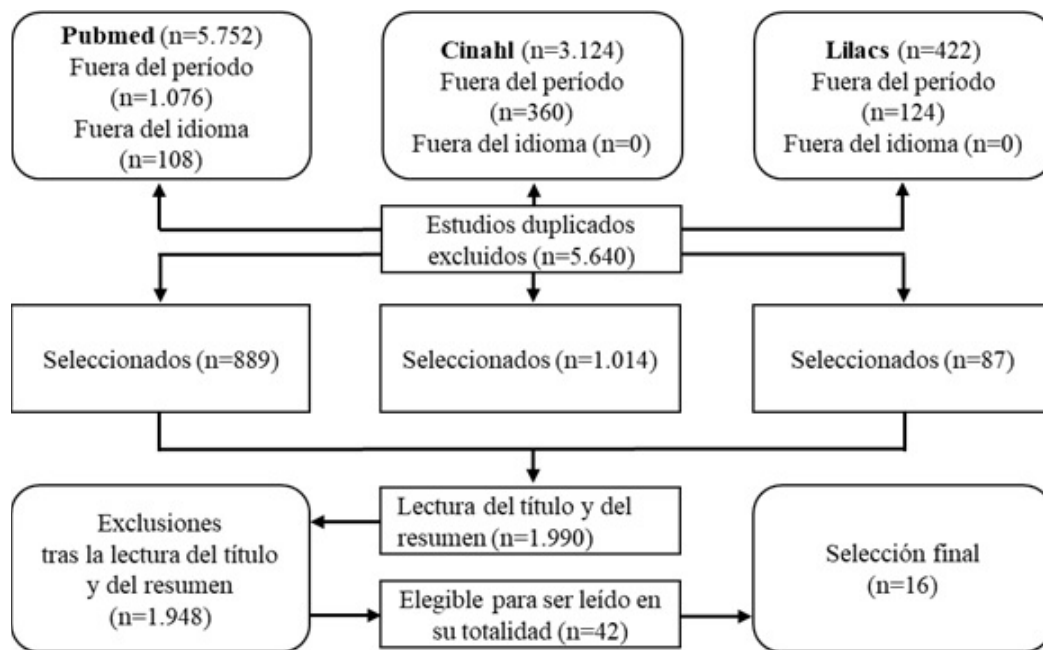 Pubmed (n=5.752)
Fuera del período
(n=1.076)
Fuera del idioma
(n=108)
Cinahl (n=3.124)
Fuera del período
(n=360)
Fuera del idioma (n=0)
Lilacs (n=422)
Fuera del período
(n=124)
Fuera del idioma (n=0)
Estudios duplicados
excluidos (n=5.640)
Seleccionados (n=889)
Seleccionados (n=1.014)
Seleccionados (n=87)
Lectura del título y del
resumen (n=1.990)
Exclusiones
tras la lectura del título
y del resumen
(n=1.948)
Elegible para ser leído en
su totalidad (n=42)
Selección final
(n=16)